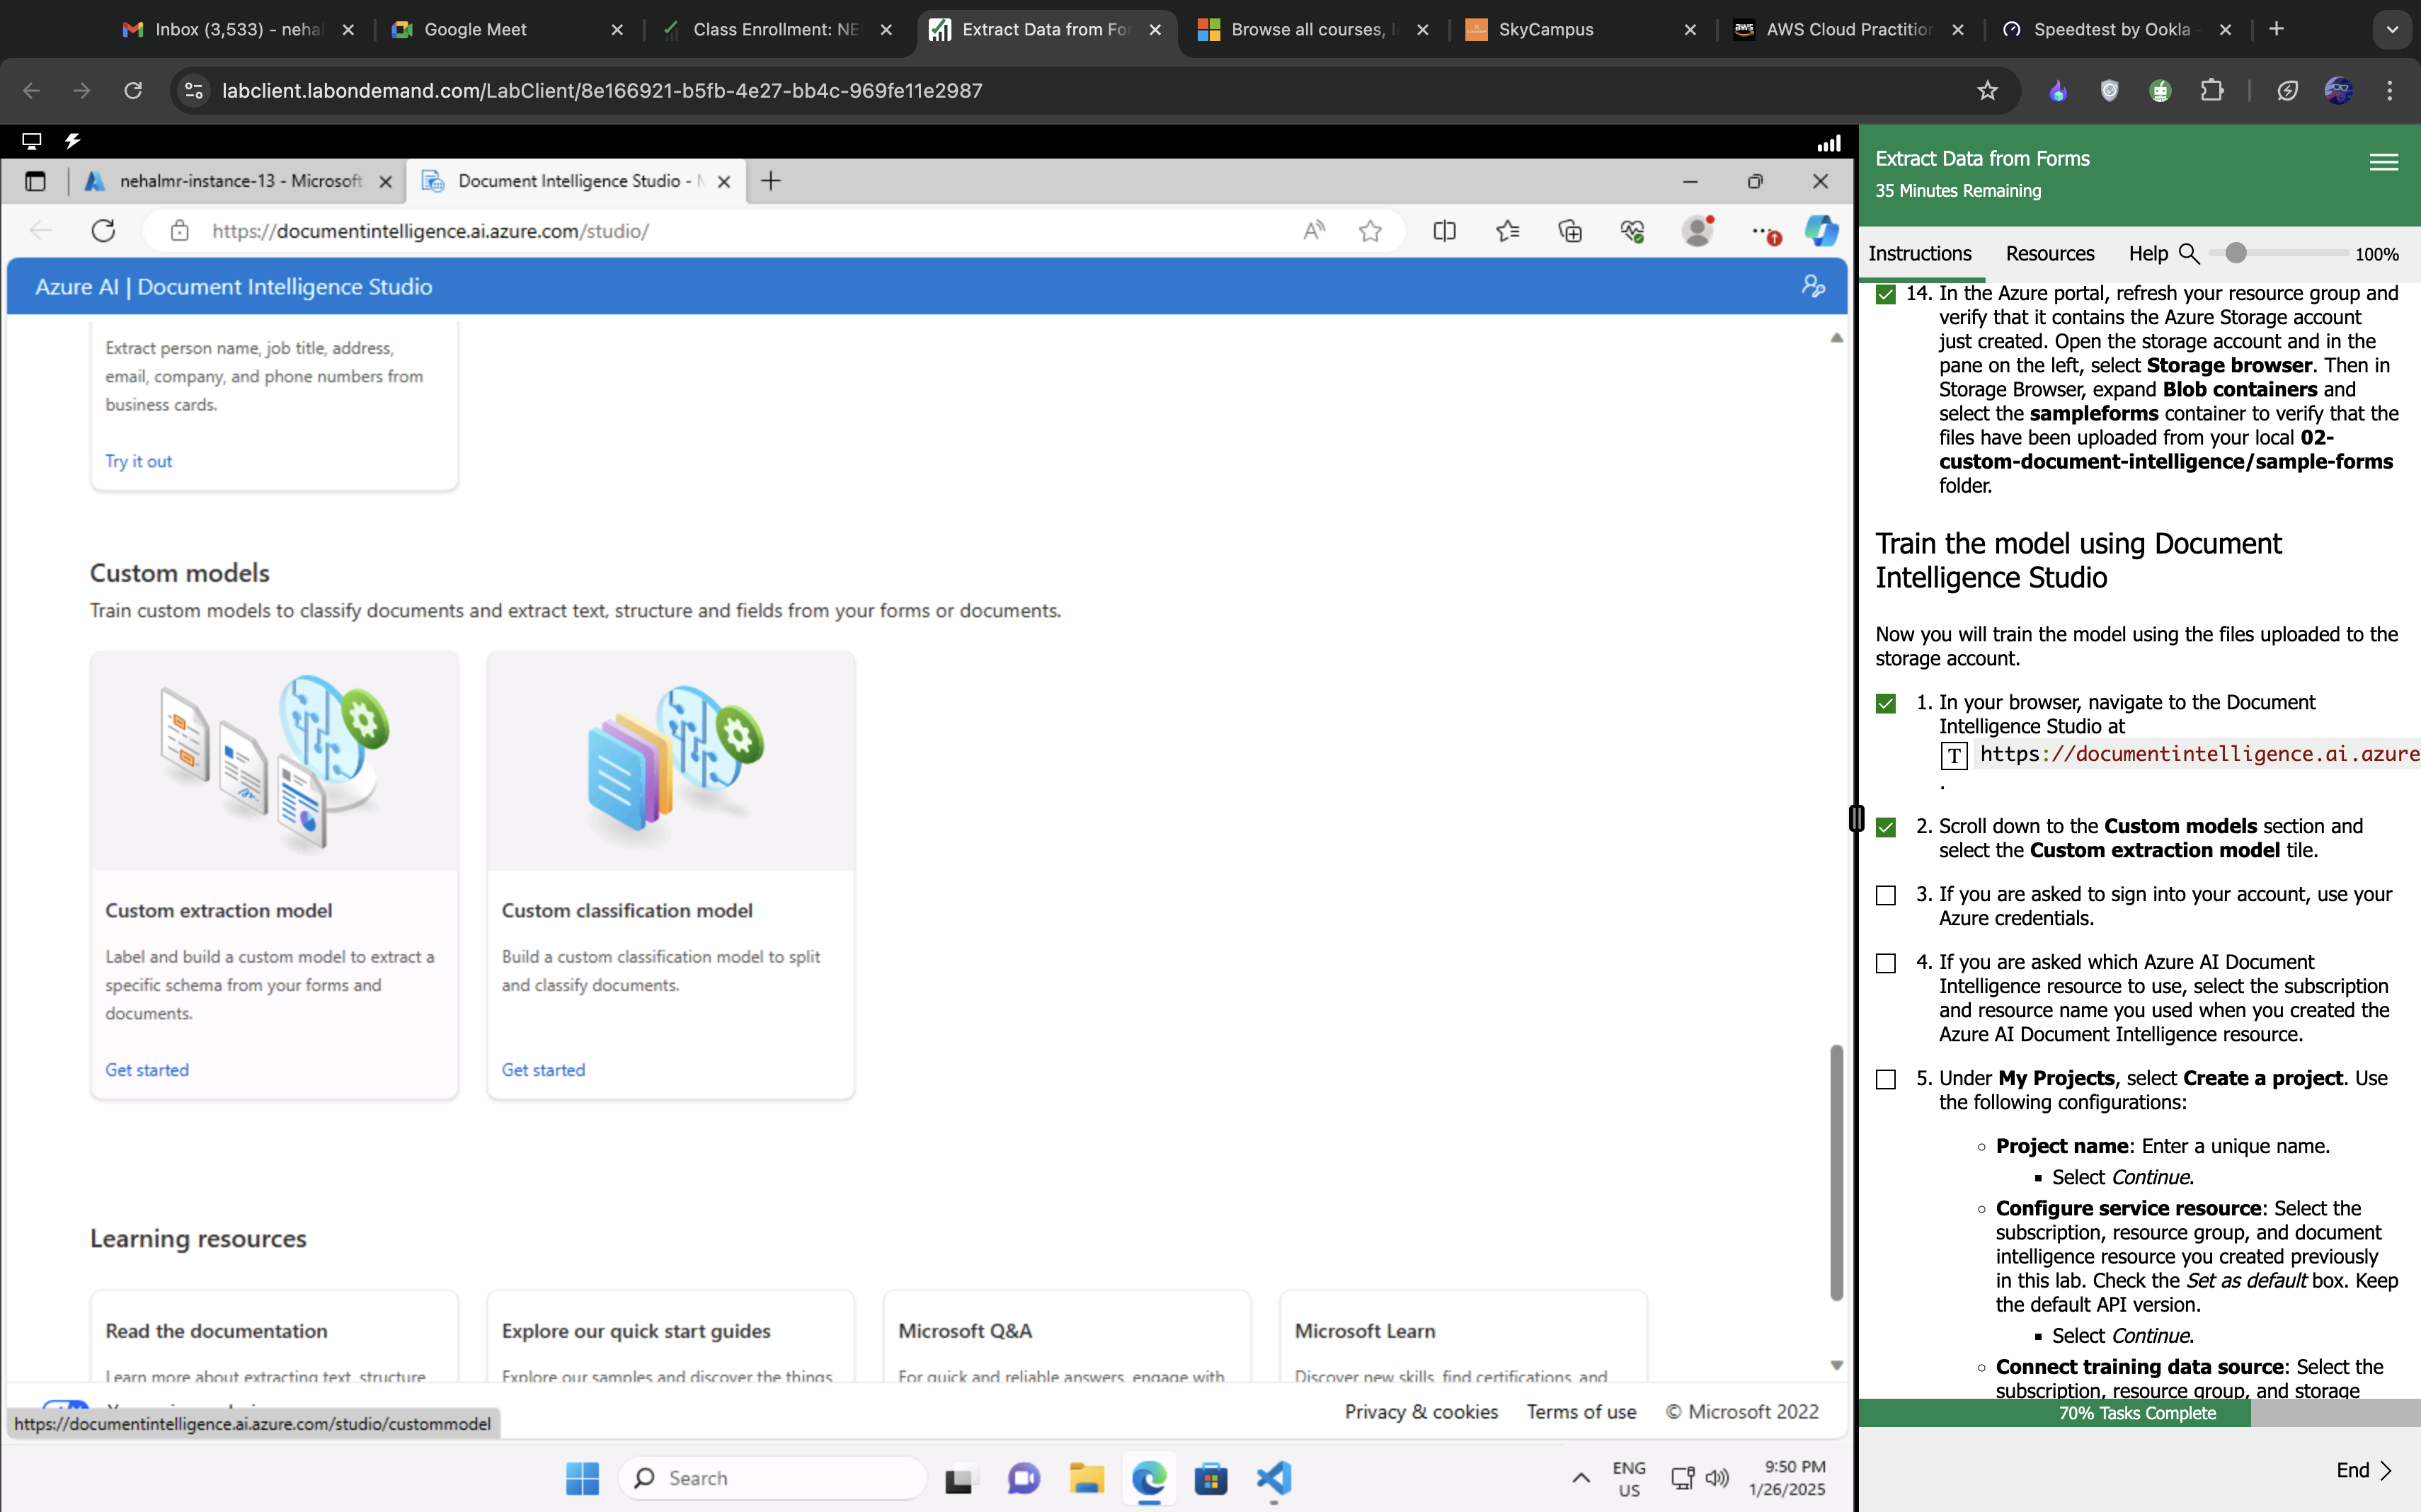 Inbox (3,533) - neha
Google Meet
Class Enrollment: NE
Extract Data from For
Browse all courses, l
SkyCampus
AWS Cloud Practition
Speedtest by Ookla -
labclient.labondemand.com/LabClient/8e166921-b5fb-4e27-bb4c-969fe11e2987
nehalmr-instance-13 - Microsoft
Document Intelligence Studio - M
https://documentintelligence.ai.azure.com/studio/
Azure AI | Document Intelligence Studio
Extract person name, job title, address,
email, company, and phone numbers from
business cards.
Try it out
Custom models
Train custom models to classify documents and extract text, structure and fields from your forms or documents.
Custom extraction model
Label and build a custom model to extract a
specific schema from your forms and
documents.
Get started
Custom classification model
Build a custom classification model to split
and classify documents.
Get started
Learning resources
Read the documentation
Learn more about extracting text, structure
Explore our quick start guides
Explore our samples and discover the things
Microsoft Q&A
For quick and reliable answers, engage with
Microsoft Learn
Discover new skills, find certifications, and
https://documentintelligence.ai.azure.com/studio/custommodel
Privacy & cookies
Terms of use
© Microsoft 2022
Search
ENG
US
9:50 PM
1/26/2025
Extract Data from Forms
35 Minutes Remaining
Instructions
Resources
Help
100%
14. In the Azure portal, refresh your resource group and
verify that it contains the Azure Storage account
just created. Open the storage account and in the
pane on the left, select Storage browser. Then in
Storage Browser, expand Blob containers and
select the sampleforms container to verify that the
files have been uploaded from your local 02-
custom-document-intelligence/sample-forms
folder.
Train the model using Document
Intelligence Studio
Now you will train the model using the files uploaded to the
storage account.
1. In your browser, navigate to the Document
Intelligence Studio at
T https://documentintelligence.ai.azure
.
2. Scroll down to the Custom models section and
select the Custom extraction model tile.
3. If you are asked to sign into your account, use your
Azure credentials.
4. If you are asked which Azure AI Document
Intelligence resource to use, select the subscription
and resource name you used when you created the
Azure AI Document Intelligence resource.
5. Under My Projects, select Create a project. Use
the following configurations:
Project name: Enter a unique name.
Select Continue.
Configure service resource: Select the
subscription, resource group, and document
intelligence resource you created previously
in this lab. Check the Set as default box. Keep
the default API version.
Select Continue.
Connect training data source: Select the
subscription, resource group, and storage
70% Tasks Complete
End